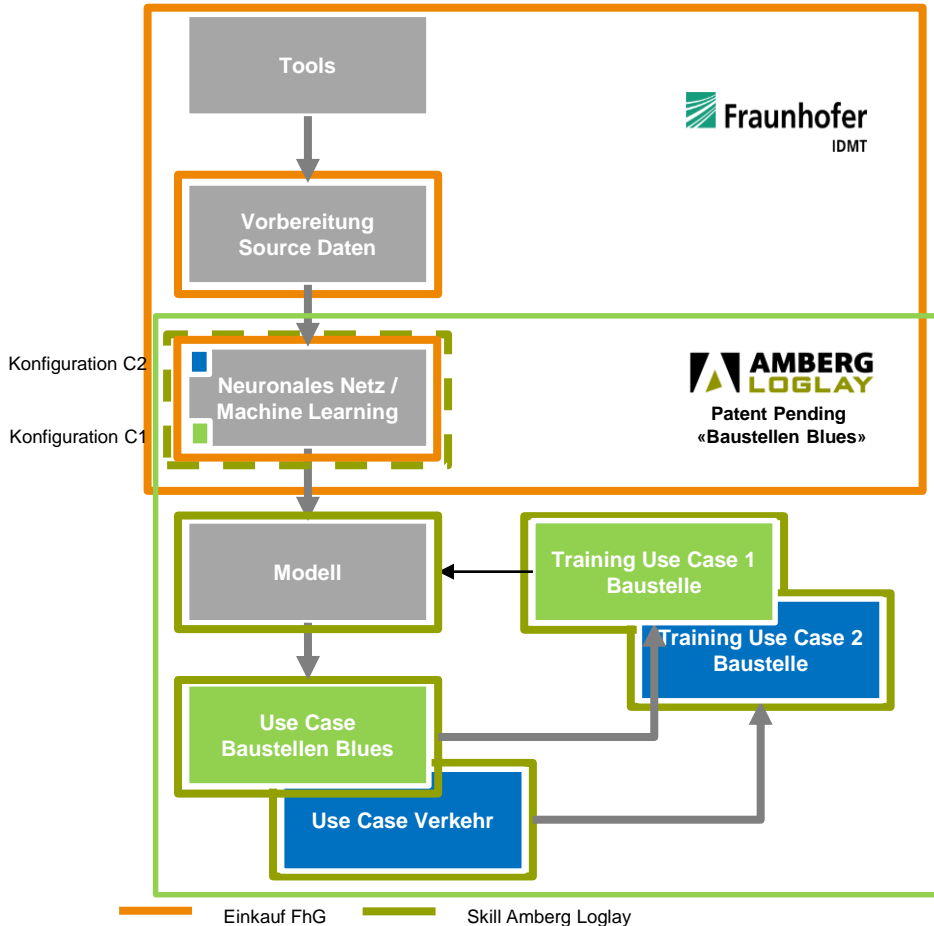 Tools
Fraunhofer
IDMT
Vorbereitung
Source Daten
Konfiguration C2
Neuronales Netz /
Machine Learning
Konfiguration C1
AMBERG
LOGLAY
Patent Pending
«Baustellen Blues»
Modell
Training Use Case 1
Baustelle
Training Use Case 2
Baustelle
Use Case
Baustellen Blues
Use Case Verkehr
Einkauf FhG
Skill Amberg Loglay